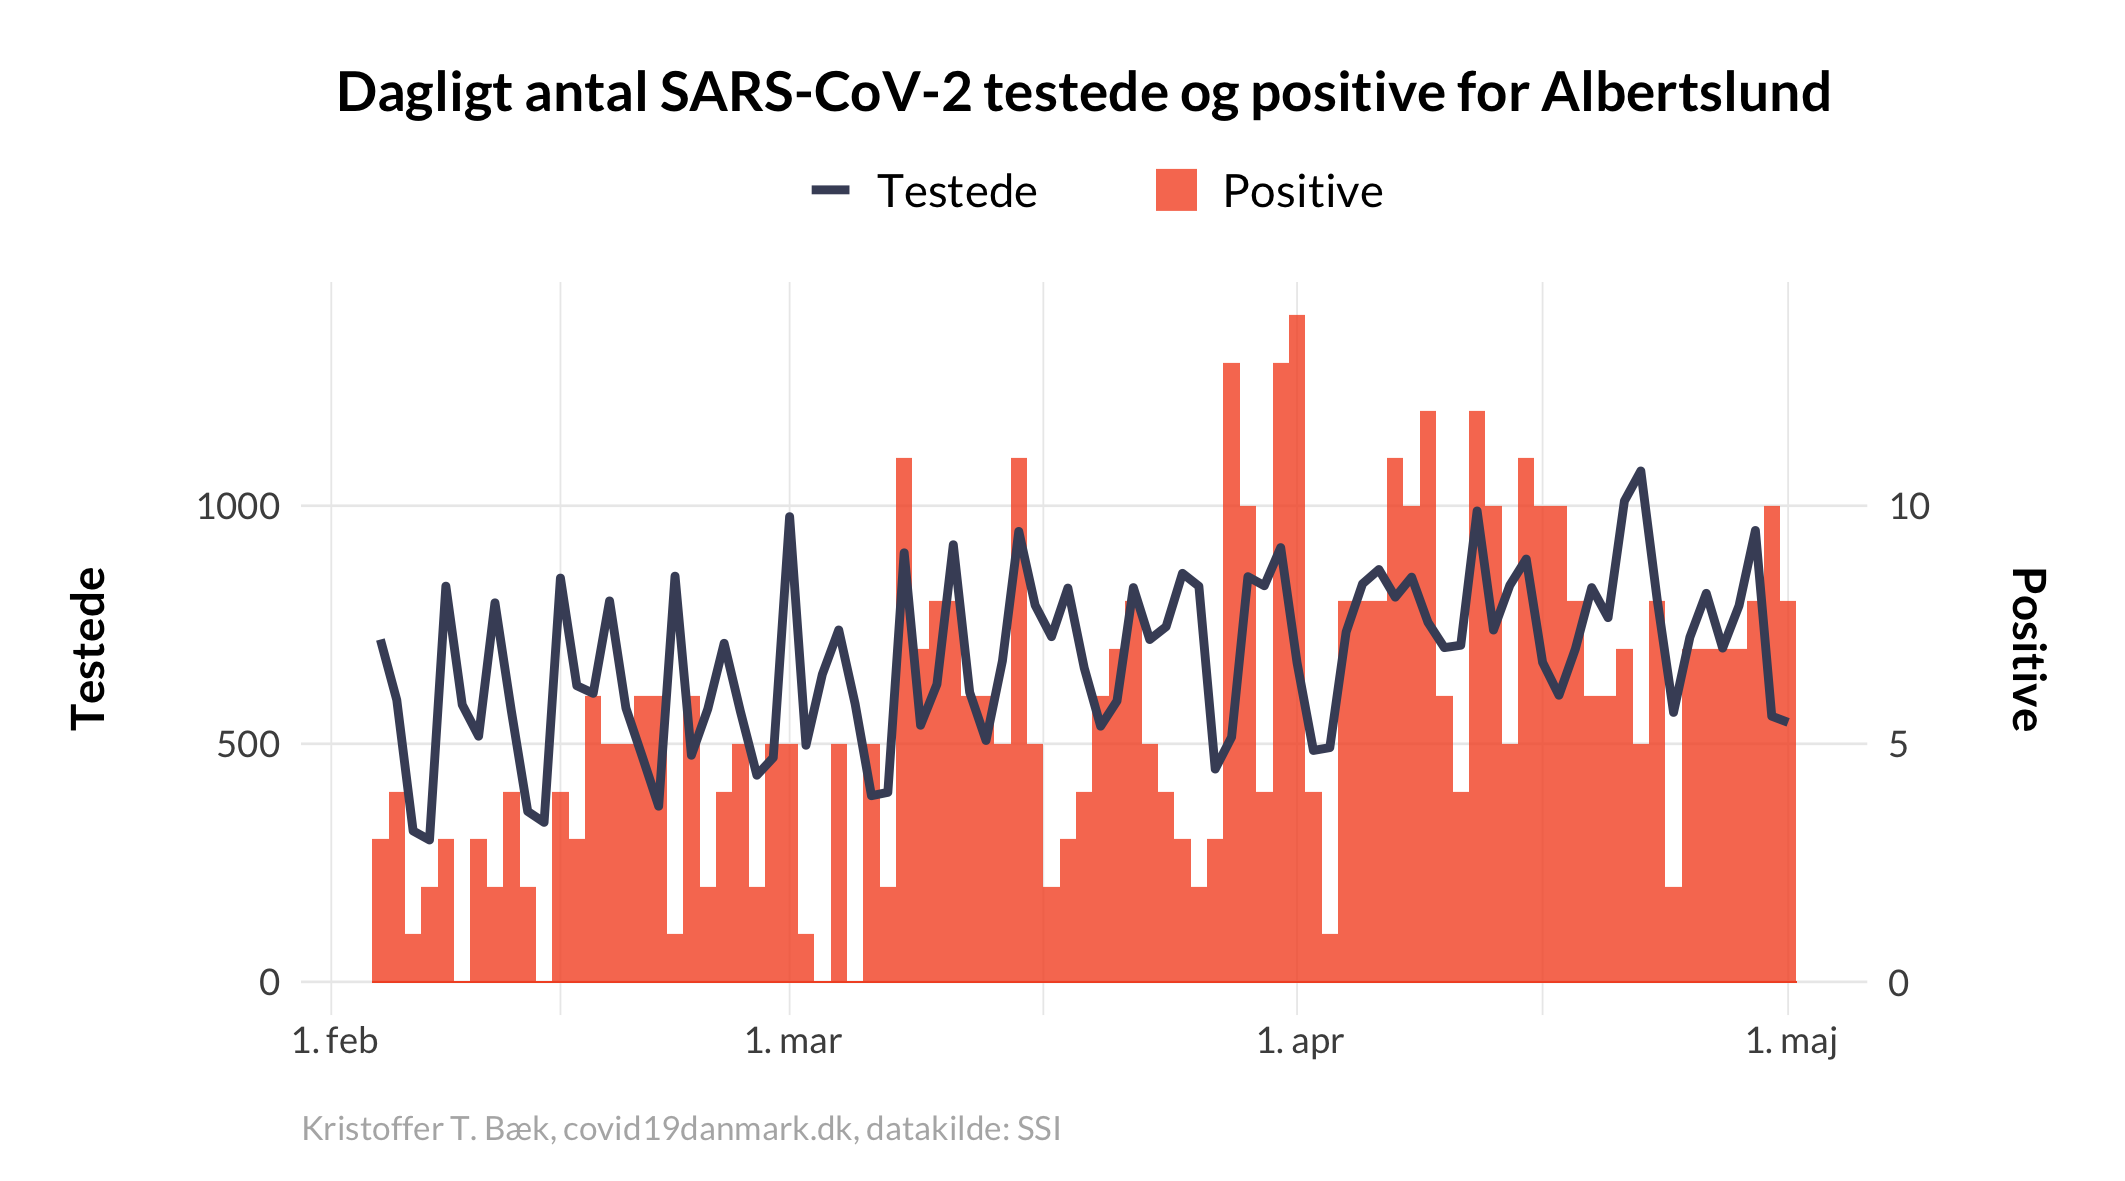 Dagligt antal SARS-CoV-2 testede og positive for Albertslund
Testede
Positive
Testede
1000
500
0
10
5
0
Positive
1. feb
1. mar
1. apr
1. maj
Kristoffer T. Bæk, covid19danmark.dk, datakilde: SSI